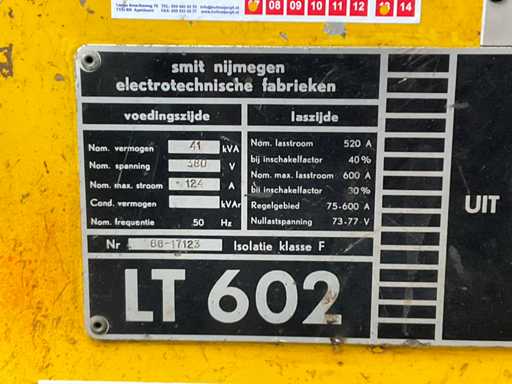 08 09 10 11 12 13 14
smit nijmegen
electrotechnische fabrieken
voedingszijde
Nom. vermogen 41 kVA
Nom. spanning 380 V
Nom. max. stroom 124 A
Cond. vermogen kVAr
Nom. frequentie 50 Hz
laszijde
Nom. lasstroom 520 A
bij inschakelfactor 40 %
Nom. max. lasstroom 600 A
bij inschakelfactor 30 %
Regelgebied 75-600 A
Nullastspanning 73-77 V
Nr 88-17123 Isolatie klasse F
LT 602
UIT